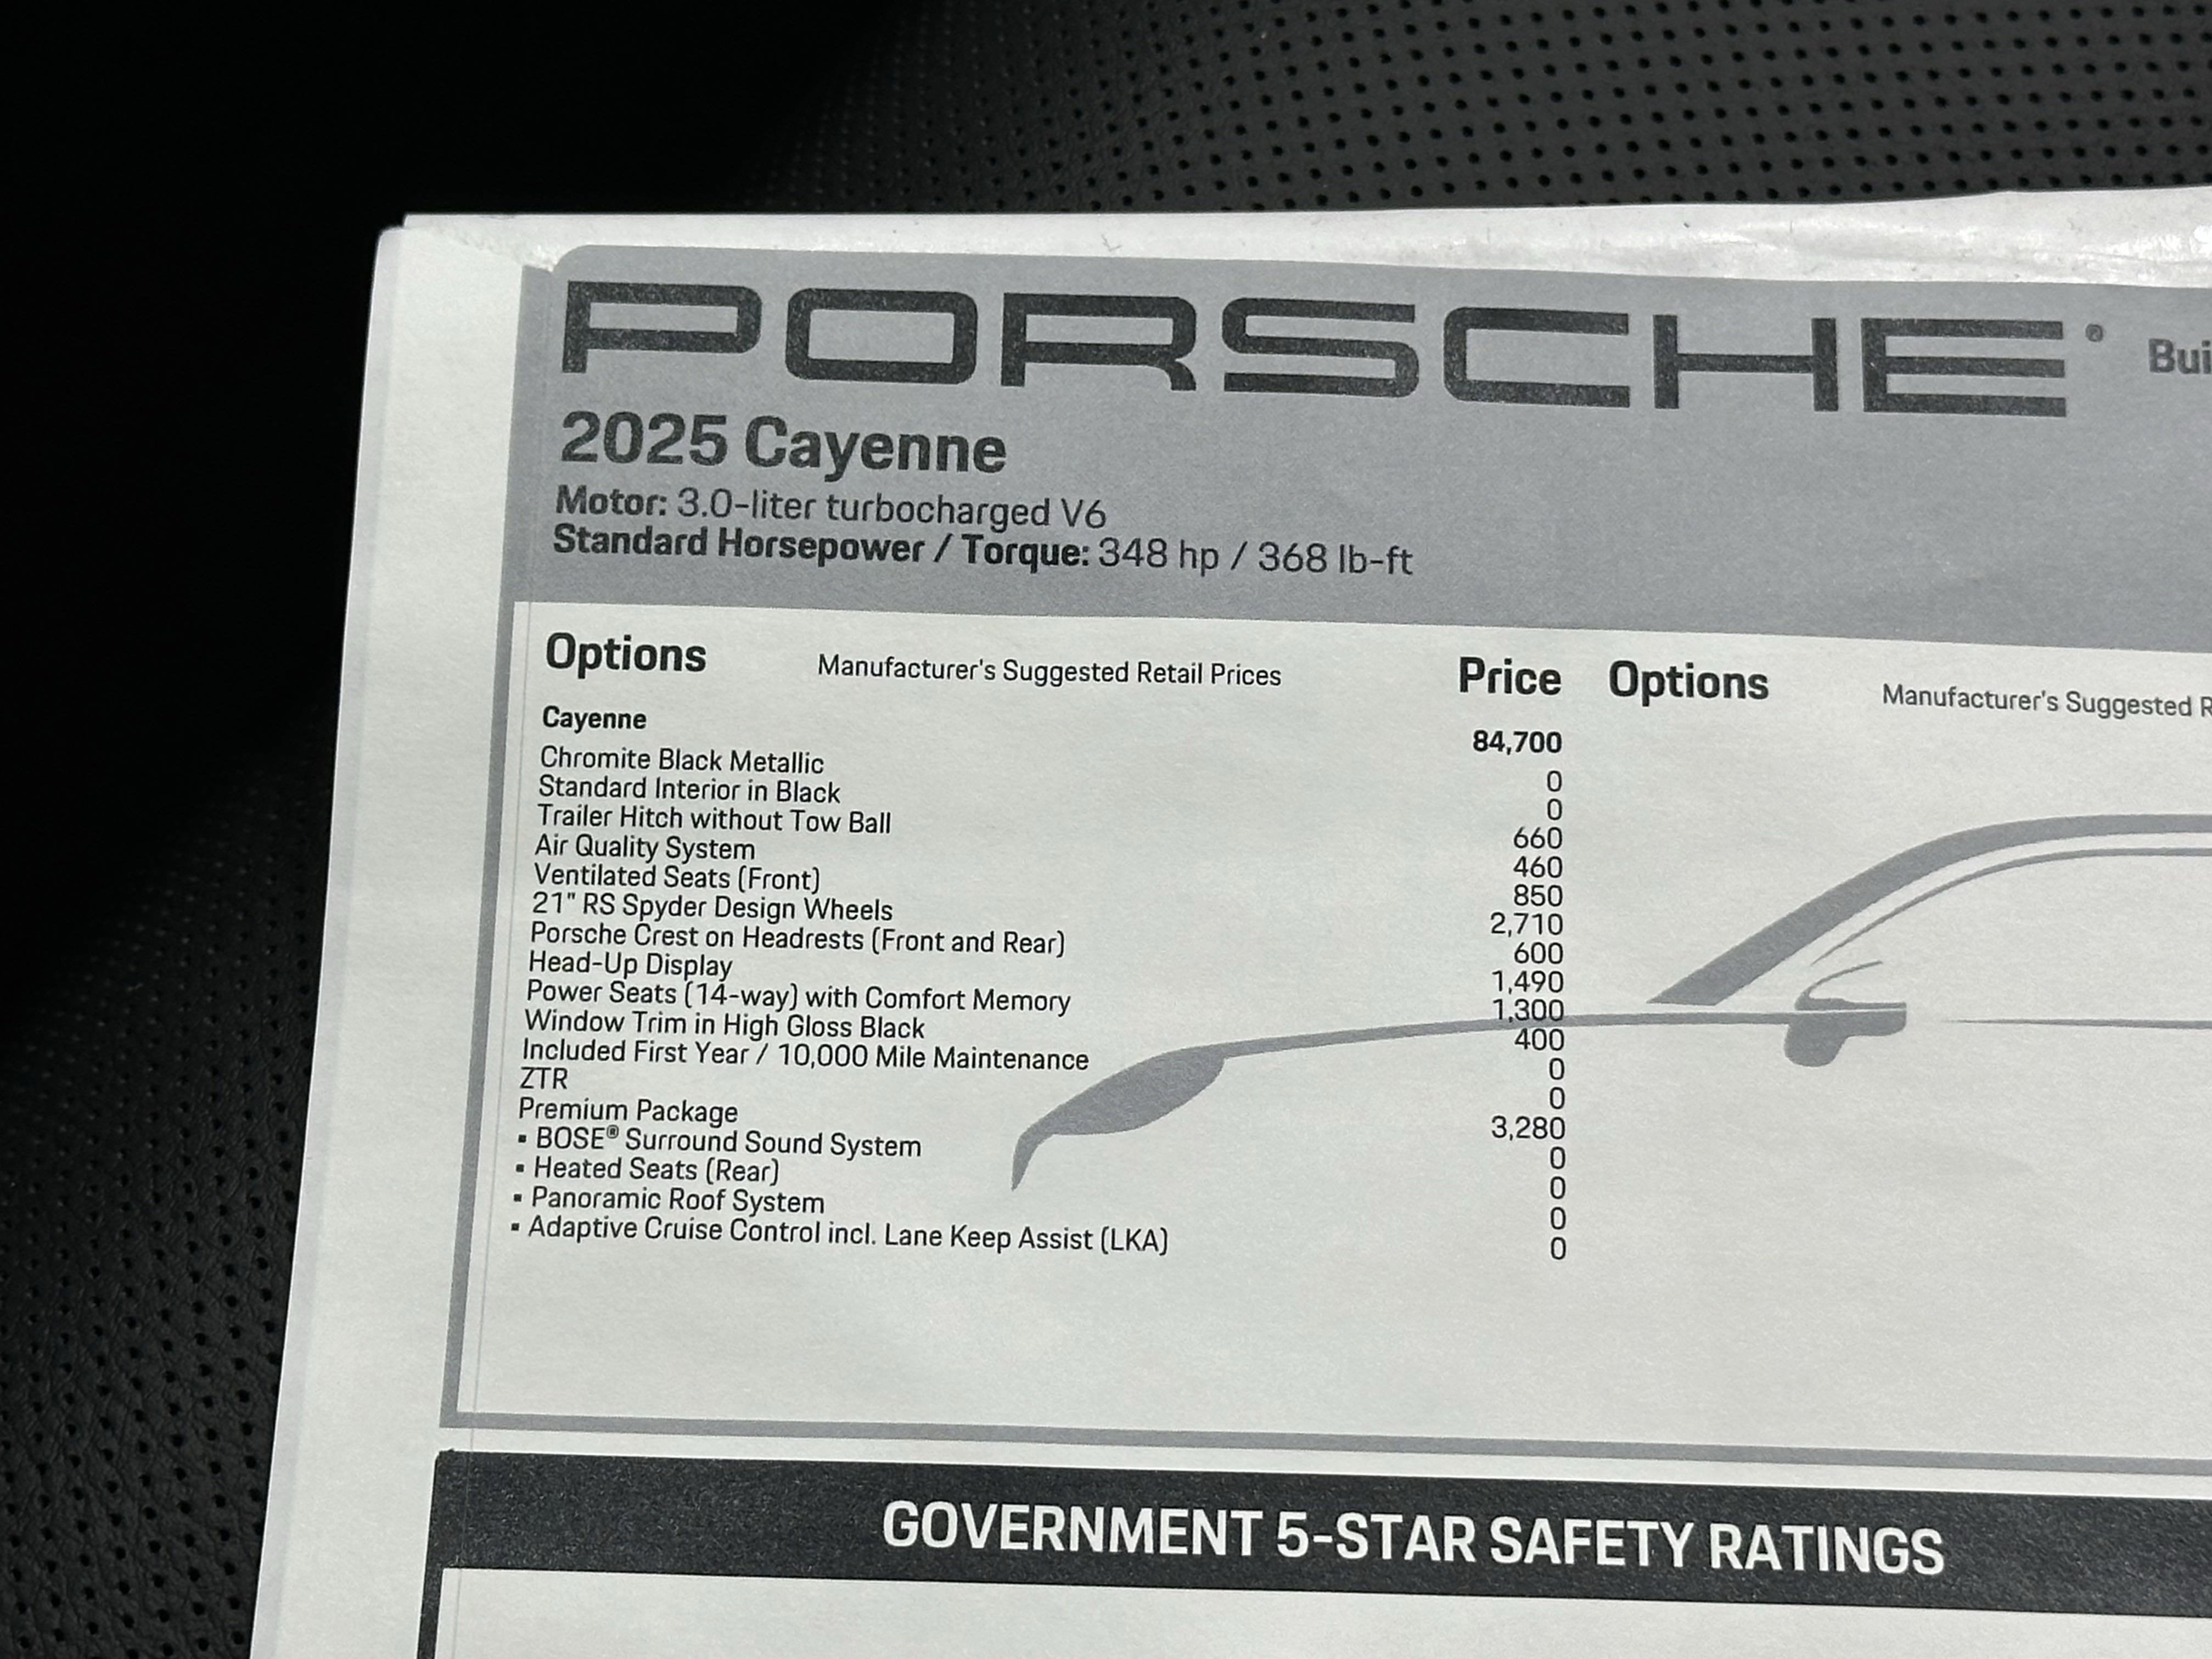 PORSCHE®
2025 Cayenne
Motor: 3.0-liter turbocharged V6
Standard Horsepower / Torque: 348 hp / 368 lb-ft
Options Manufacturer's Suggested Retail Prices Price Options Manufacturer's Suggested
Cayenne 84,700
Chromite Black Metallic 0
Standard Interior in Black 0
Trailer Hitch without Tow Ball 660
Air Quality System 460
Ventilated Seats (Front) 850
21" RS Spyder Design Wheels 2,710
Porsche Crest on Headrests (Front and Rear) 600
Head-Up Display 1,490
Power Seats (14-way) with Comfort Memory 1,300
Window Trim in High Gloss Black 400
Included First Year / 10,000 Mile Maintenance 0
ZTR 0
Premium Package 3,280
▪ BOSE® Surround Sound System 0
▪ Heated Seats (Rear) 0
▪ Panoramic Roof System 0
▪ Adaptive Cruise Control incl. Lane Keep Assist (LKA) 0
GOVERNMENT 5-STAR SAFETY RATINGS